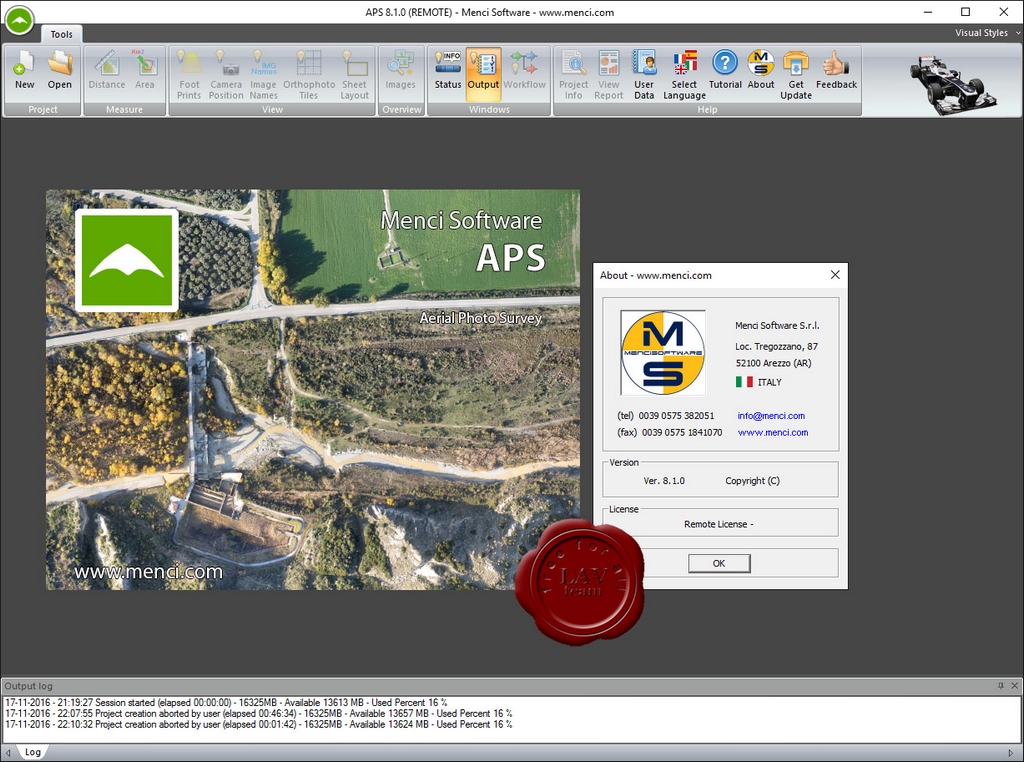 APS 8.1.0 (REMOTE) - Menci Software - www.menci.com
Tools
Visual Styles
New
Open
Distance
Area
Foot Prints
Camera Position
Image Names
Orthophoto Tiles
Sheet Layout
Images
Status
Output
Workflow
Project Info
View Report
User Data
Select Language
Tutorial
About
Get Update
Feedback
Km2
IMG
INFO
M
S
Project
Measure
View
Overview
Windows
Help
Menci Software
APS
Aerial Photo Survey
www.menci.com
About - www.menci.com
M
MENCISOFTWARE
S
Menci Software S.r.l.
Loc. Tregozzano, 87
52100 Arezzo (AR)
ITALY
(tel) 0039 0575 382051 info@menci.com
(fax) 0039 0575 1841070 www.menci.com
Version
Ver. 8.1.0 Copyright (C)
License
Remote License -
OK
free for all
LAV
team
Output log
17-11-2016 - 21:19:27 Session started (elapsed 00:00:00) - 16325MB - Available 13613 MB - Used Percent 16 %
17-11-2016 - 22:07:55 Project creation aborted by user (elapsed 00:46:34) - 16325MB - Available 13657 MB - Used Percent 16 %
17-11-2016 - 22:10:32 Project creation aborted by user (elapsed 00:01:42) - 16325MB - Available 13624 MB - Used Percent 16 %
Log